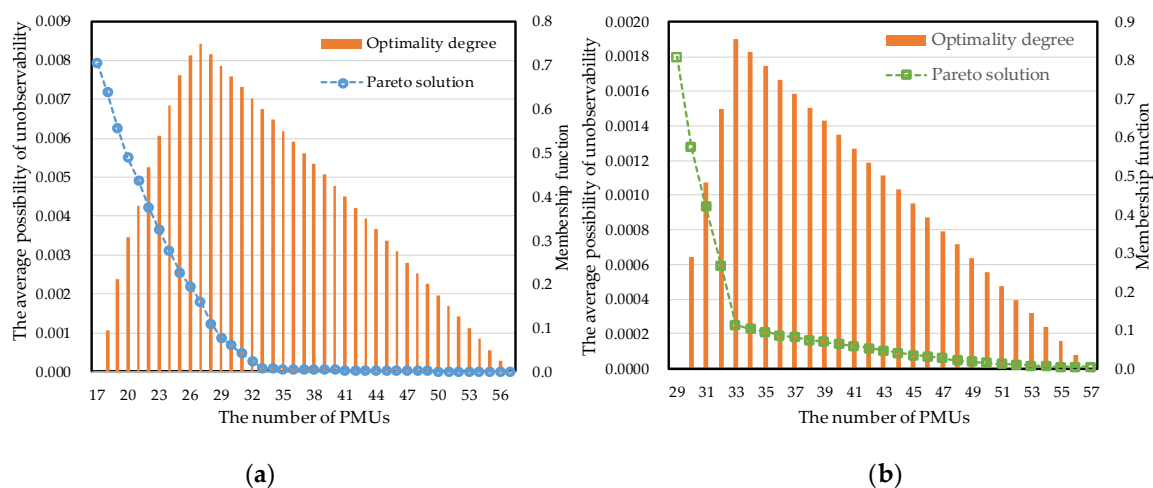 The average possibility of unobservability
0.009
0.008
0.007
0.006
0.005
0.004
0.003
0.002
0.001
0.000
Optimality degree
Pareto solution
0.8
0.7
0.6
0.5
0.4
0.3
0.2
0.1
0.0
Membership function
17 20 23 26 29 32 35 38 41 44 47 50 53 56
The number of PMUs
(a)
The average possibility of unobservability
0.0020
0.0018
0.0016
0.0014
0.0012
0.0010
0.0008
0.0006
0.0004
0.0002
0.0000
Optimality degree
Pareto solution
0.9
0.8
0.7
0.6
0.5
0.4
0.3
0.2
0.1
0.0
Membership function
29 31 33 35 37 39 41 43 45 47 49 51 53 55 57
The number of PMUs
(b)